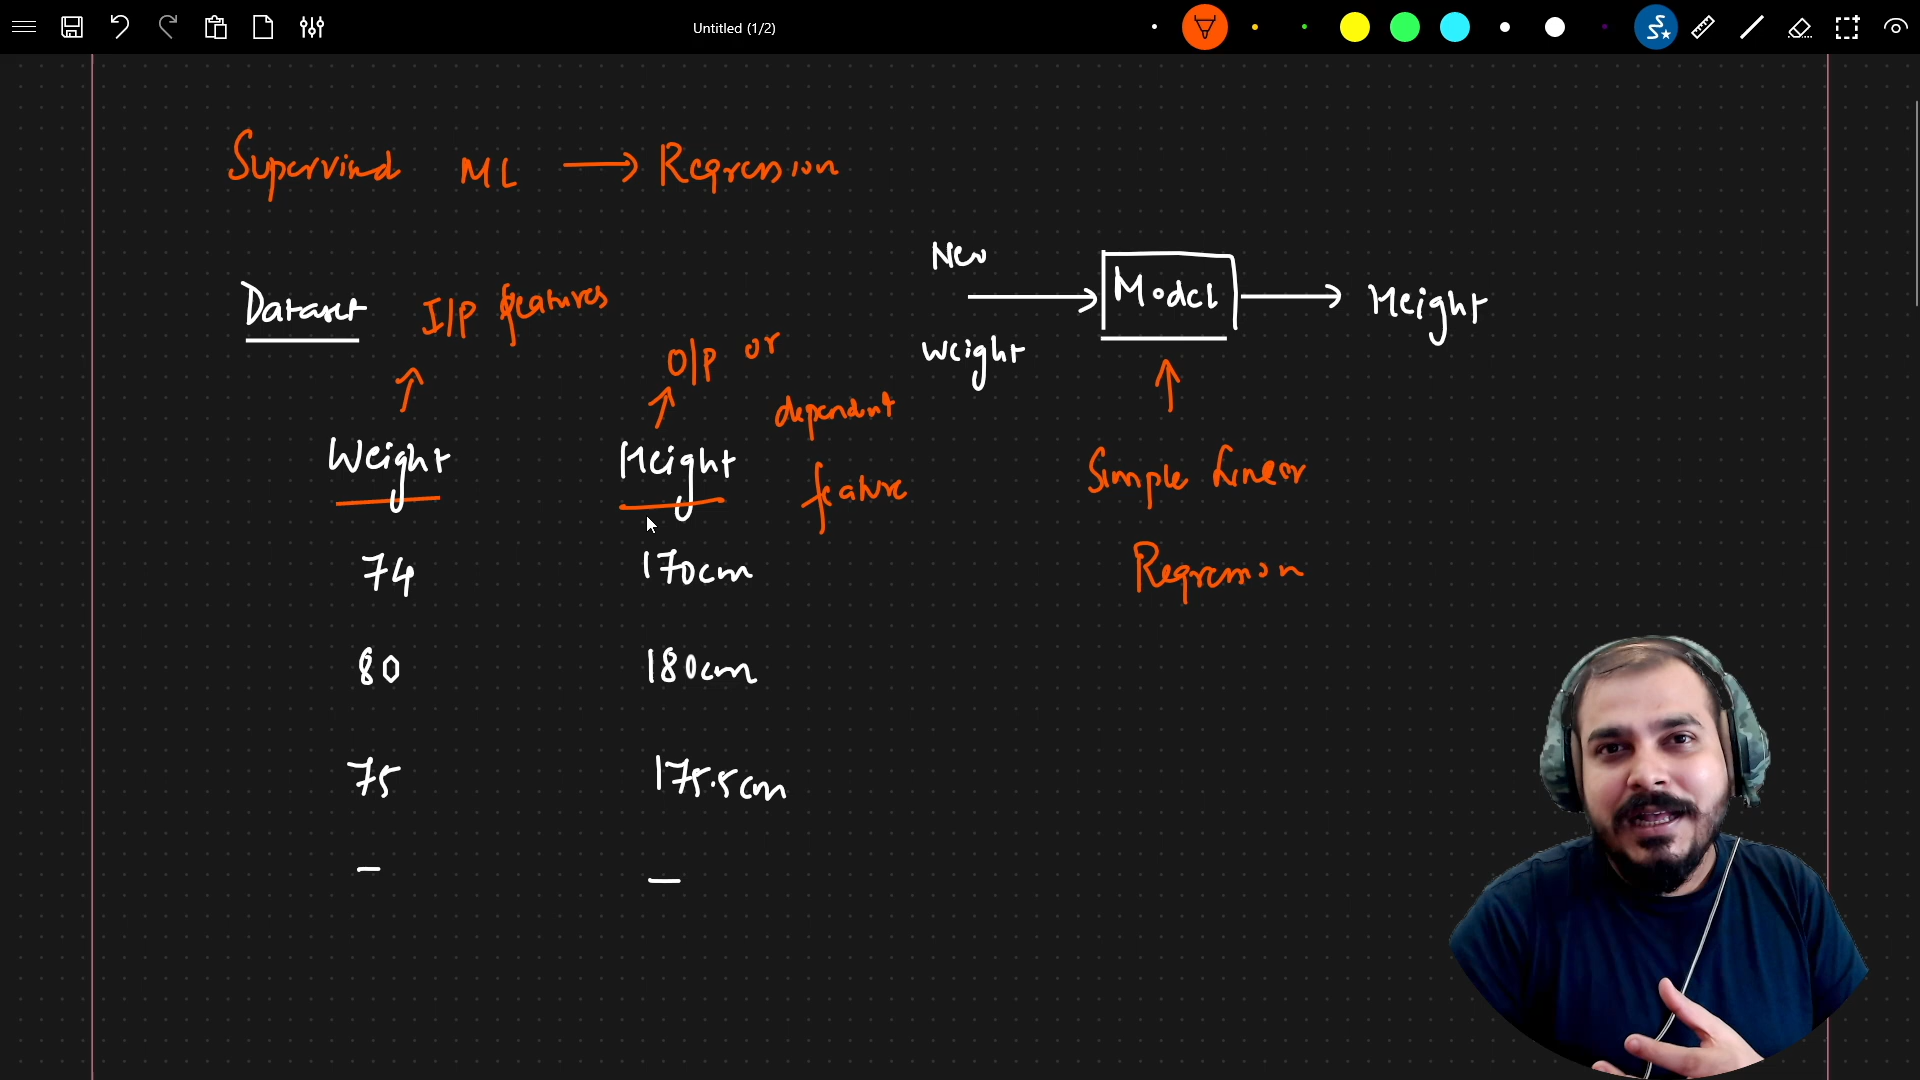 Untitled (1/2)
Supervised ML → Regression
New
Dataset I/P features
Model
Height
O/P or
Weight
dependent
Weight Height
feature
Simple Linear
Regression
74 170cm
80 180cm
75 175.5cm
– –